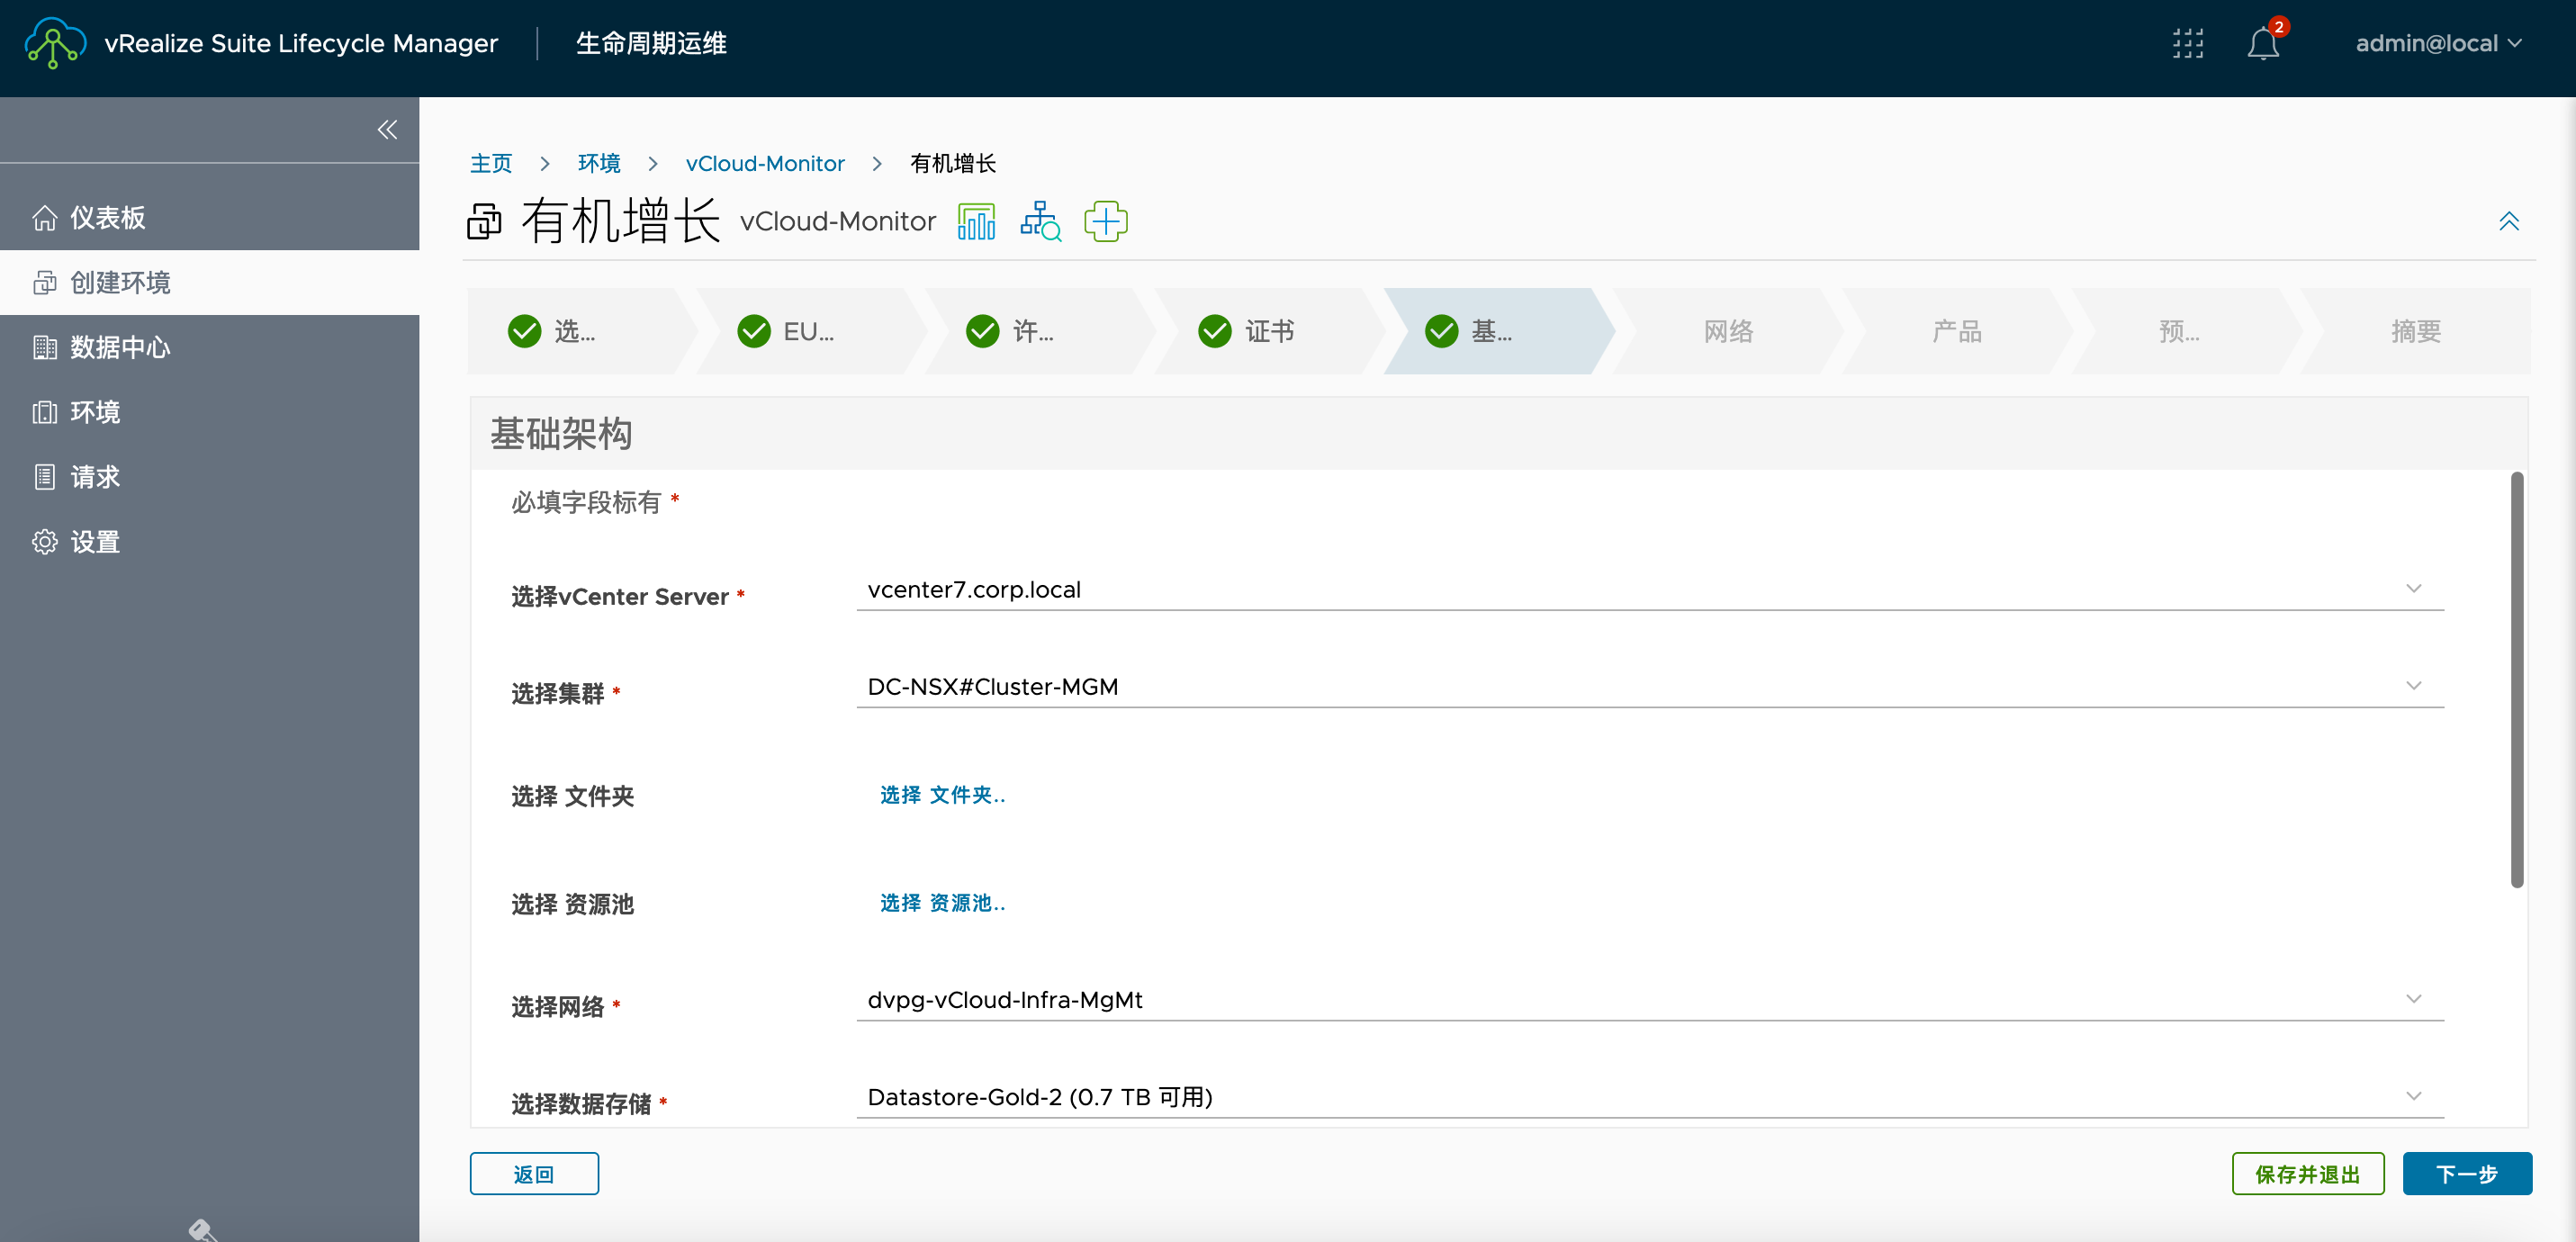 vRealize Suite Lifecycle Manager
生命周期运维
2
admin@local
仪表板
创建环境
数据中心
环境
请求
设置
主页 > 环境 > vCloud-Monitor > 有机增长
有机增长 vCloud-Monitor
选...
EU...
许...
证书
基...
网络
产品
预...
摘要
基础架构
必填字段标有 *
选择vCenter Server * vcenter7.corp.local
选择集群 * DC-NSX#Cluster-MGM
选择 文件夹 选择 文件夹..
选择 资源池 选择 资源池..
选择网络 * dvpg-vCloud-Infra-MgMt
选择数据存储 * Datastore-Gold-2 (0.7 TB 可用)
返回
保存并退出
下一步